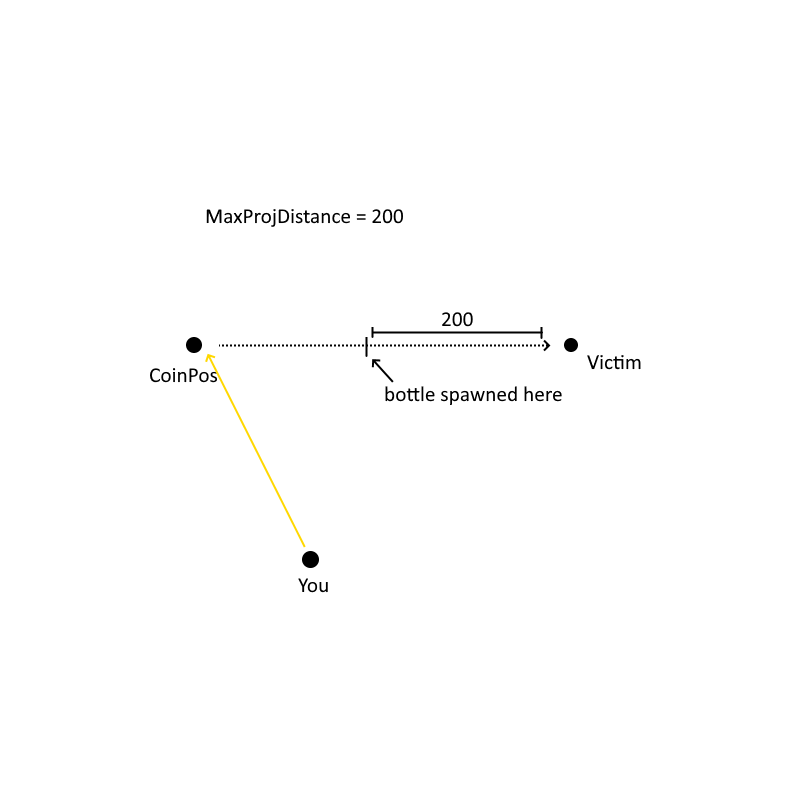 MaxProjDistance = 200
200
CoinPos
Victim
bottle spawned here
You